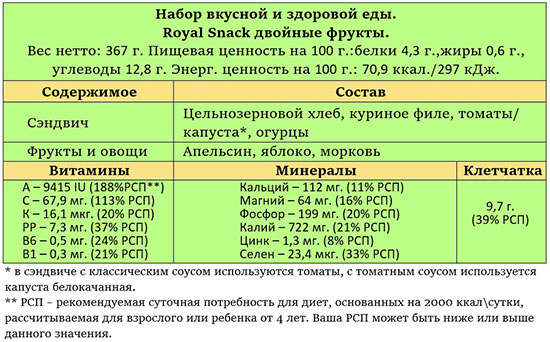 Набор вкусной и здоровой еды.
Royal Snack двойные фрукты.
Вес нетто: 367 г. Пищевая ценность на 100 г.:белки 4,3 г.,жиры 0,6 г.,
углеводы 12,8 г. Энерг. ценность на 100 г.: 70,9 ккал./297 кДж.
Содержимое Состав
Сэндвич Цельнозерновой хлеб, куриное филе, томаты/
капуста*, огурцы
Фрукты и овощи Апельсин, яблоко, морковь
Витамины Минералы Клетчатка
А – 9415 IU (188%РСП**) Кальций – 112 мг. (11% РСП) 9,7 г.
С – 67,9 мг. (113% РСП) Магний – 64 мг. (16% РСП) (39% РСП)
К – 16,1 мкг. (20% РСП) Фосфор – 199 мг. (20% РСП)
РР – 7,3 мг. (37% РСП) Калий – 722 мг. (21% РСП)
В6 – 0,5 мг. (24% РСП) Цинк – 1,3 мг. (8% РСП)
В1 – 0,3 мг. (21% РСП) Селен – 23,4 мкг. (33% РСП)
* в сэндвиче с классическим соусом используются томаты, с томатным соусом используется
капуста белокачанная.
** РСП – рекомендуемая суточная потребность для диет, основанных на 2000 ккал\сутки,
рассчитываемая для взрослого или ребенка от 4 лет. Ваша РСП может быть ниже или выше
данного значения.